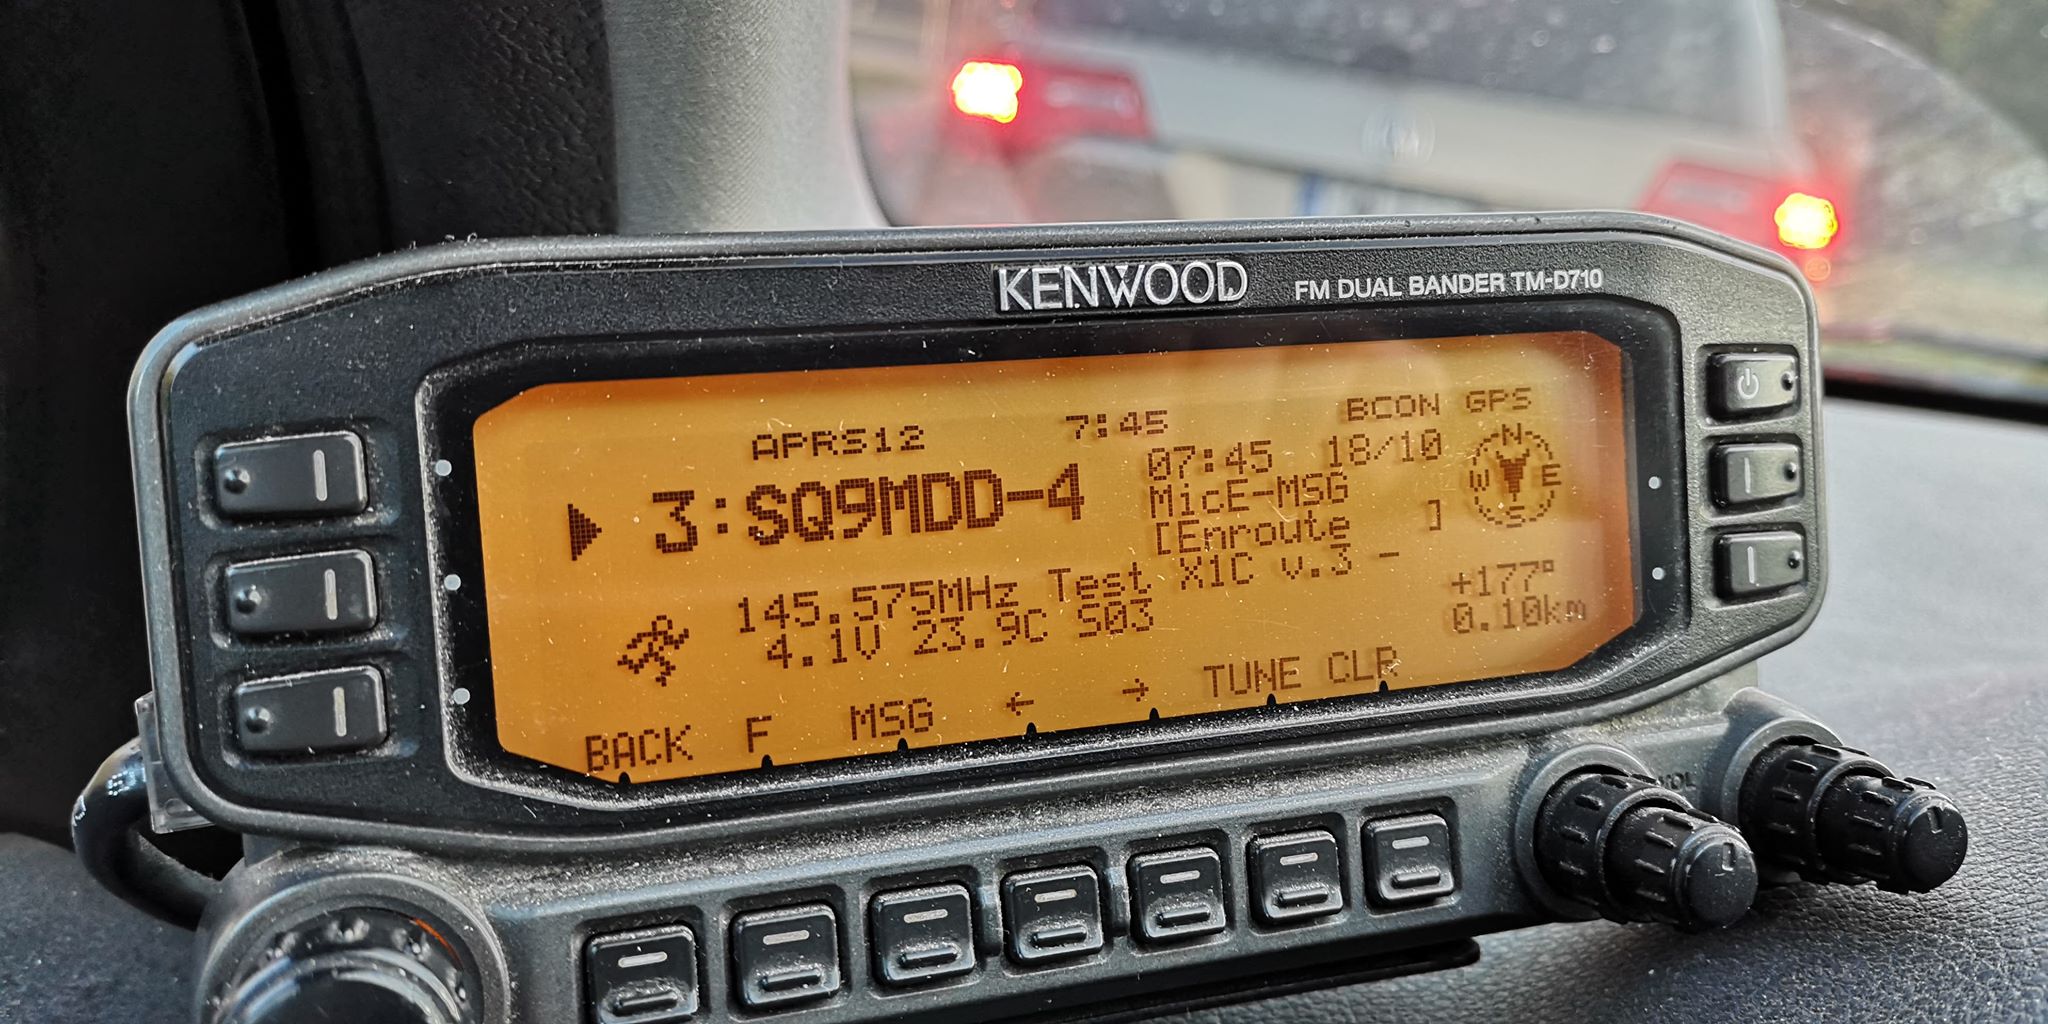 KENWOOD FM DUAL BANDER TM-D710
APRS12 7:45 BCON GPS
3:SQ9MDD-4 07:45 18/10
MicE-MSG
[Enroute ]
145.575MHz Test X1C v.3 -
4.1V 23.9C S03
N
W E
S
+177°
0.10km
BACK F MSG ← → TUNE CLR
VOL